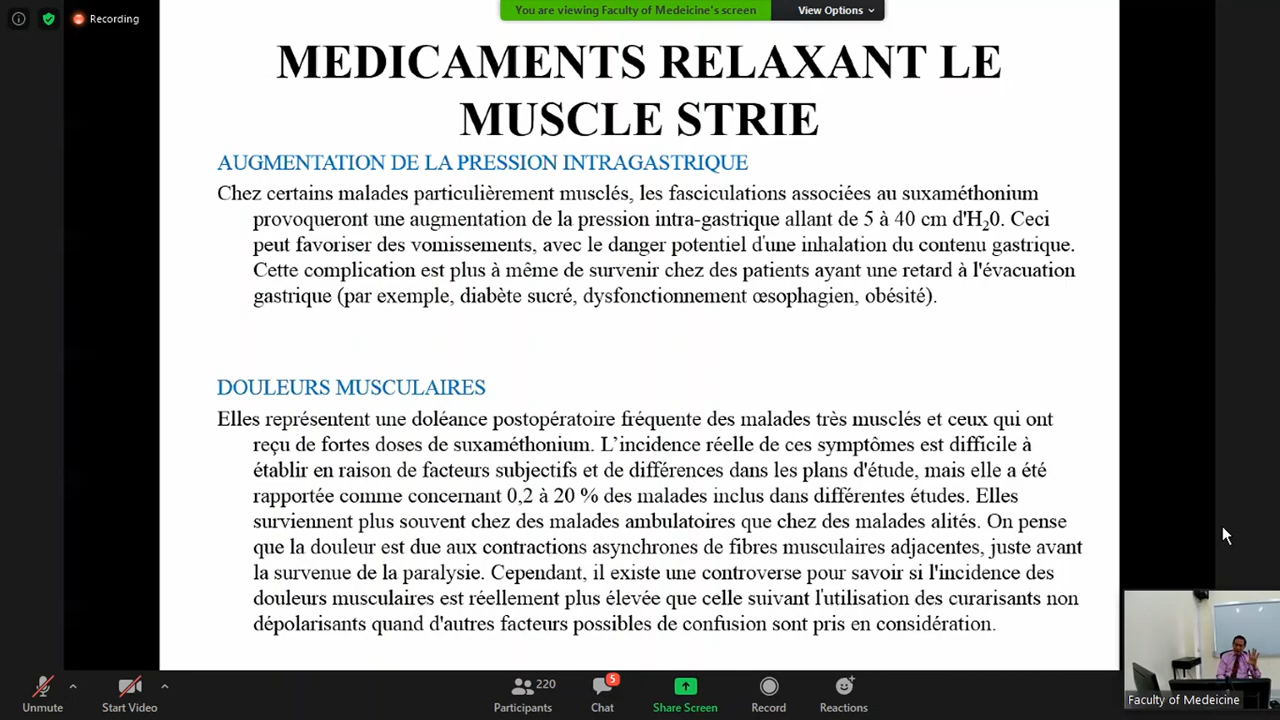 Recording
You are viewing Faculty of Medeicine's screen
View Options
MEDICAMENTS RELAXANT LE
MUSCLE STRIE
AUGMENTATION DE LA PRESSION INTRAGASTRIQUE
Chez certains malades particulièrement musclés, les fasciculations associées au suxaméthonium
provoqueront une augmentation de la pression intra-gastrique allant de 5 à 40 cm d'H₂0. Ceci
peut favoriser des vomissements, avec le danger potentiel d'une inhalation du contenu gastrique.
Cette complication est plus à même de survenir chez des patients ayant une retard à l'évacuation
gastrique (par exemple, diabète sucré, dysfonctionnement œsophagien, obésité).
DOULEURS MUSCULAIRES
Elles représentent une doléance postopératoire fréquente des malades très musclés et ceux qui ont
reçu de fortes doses de suxaméthonium. L'incidence réelle de ces symptômes est difficile à
établir en raison de facteurs subjectifs et de différences dans les plans d'étude, mais elle a été
rapportée comme concernant 0,2 à 20 % des malades inclus dans différentes études. Elles
surviennent plus souvent chez des malades ambulatoires que chez des malades alités. On pense
que la douleur est due aux contractions asynchrones de fibres musculaires adjacentes, juste avant
la survenue de la paralysie. Cependant, il existe une controverse pour savoir si l'incidence des
douleurs musculaires est réellement plus élevée que celle suivant l'utilisation des curarisants non
dépolarisants quand d'autres facteurs possibles de confusion sont pris en considération.
Faculty of Medeicine
Unmute
Start Video
220
Participants
5
Chat
Share Screen
Record
Reactions